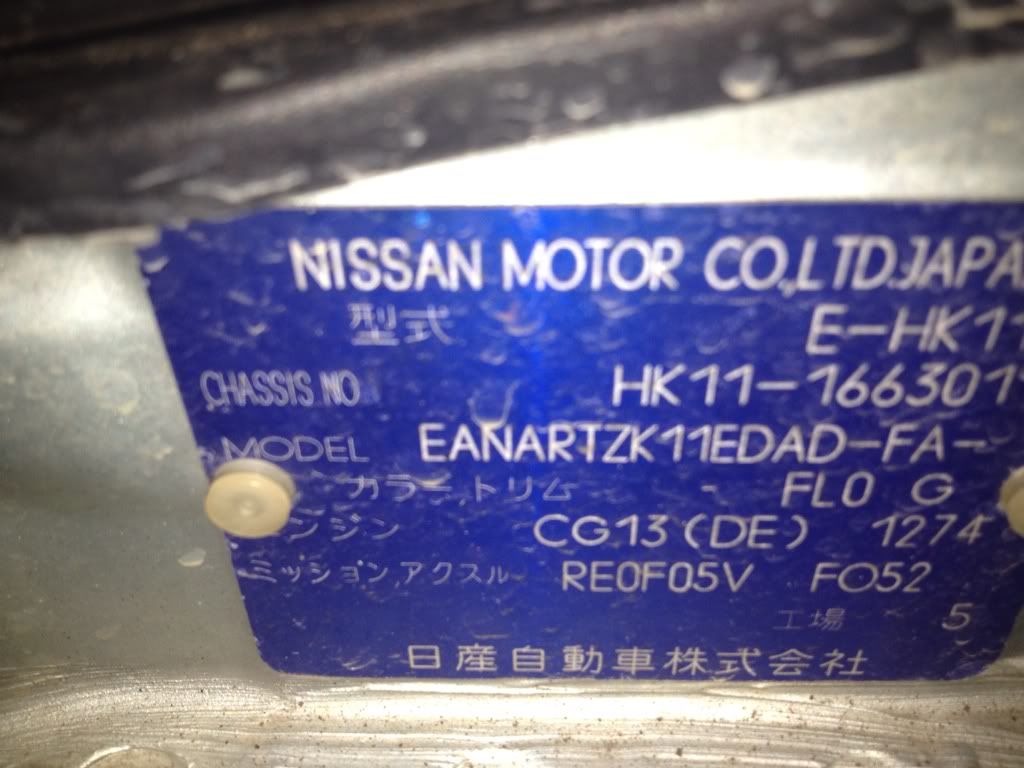 NISSAN MOTOR CO.,LTD.JAPA
型式 E-HK11
CHASSIS NO HK11-166301
MODEL EANARTZK11EDAD-FA-
カラー,トリム - FL0 G
ンジン CG13(DE) 1274
ミッション,アクスル RE0F05V F052
工場 5
日産自動車株式会社